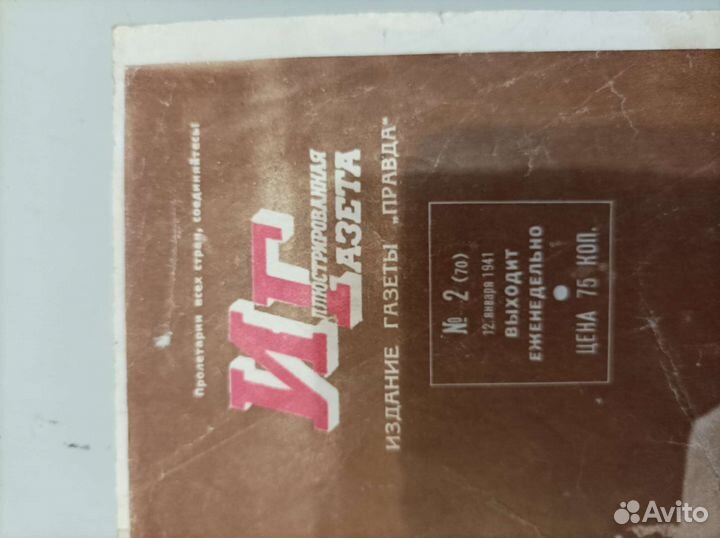 Пролетарии всех стран, соединяйтесь!
ИЛЛЮСТРИРОВАННАЯ
ГАЗЕТА
ИЗДАНИЕ ГАЗЕТЫ „ПРАВДА“
№ 2 (70)
12 января 1941
ВЫХОДИТ
ЕЖЕНЕДЕЛЬНО
ЦЕНА 75 КОП.
Avito